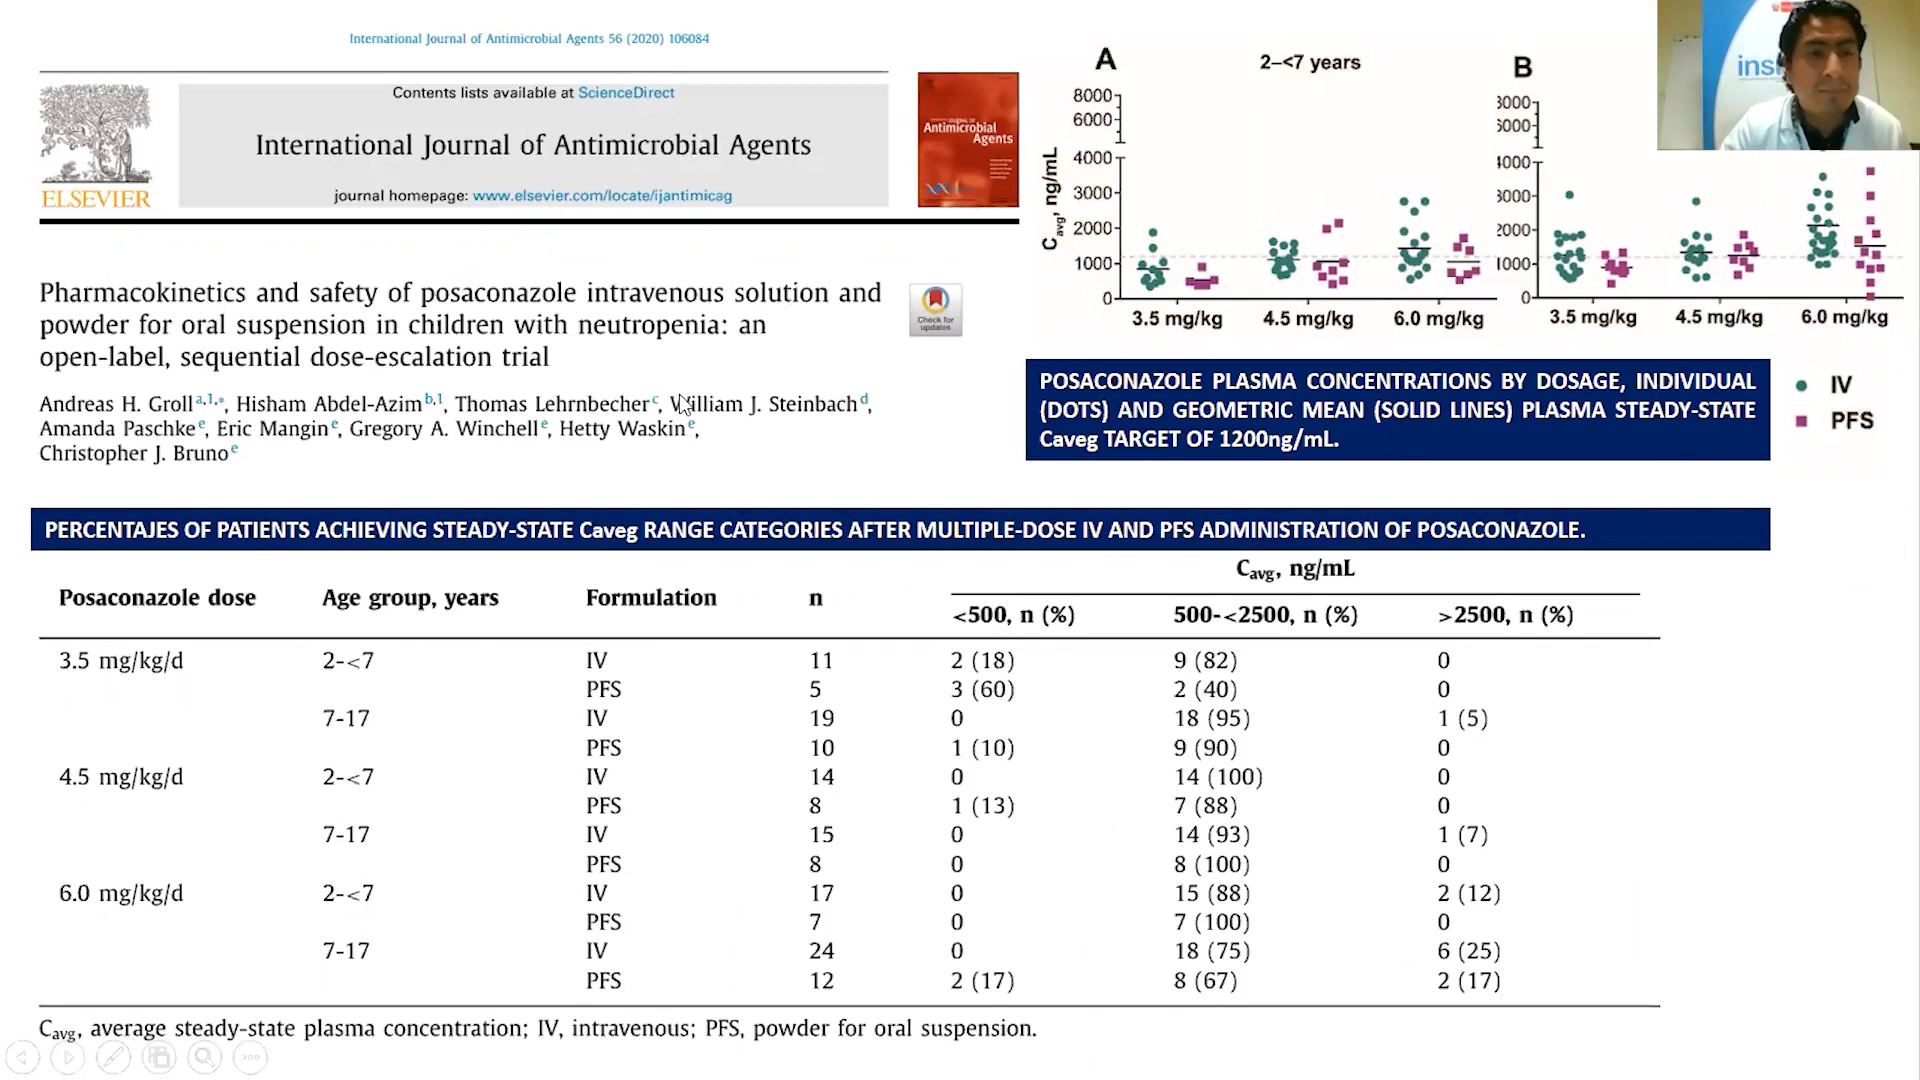 International Journal of Antimicrobial Agents 56 (2020) 106084
Contents lists available at ScienceDirect
International Journal of Antimicrobial Agents
journal homepage: www.elsevier.com/locate/ijantimicag
ELSEVIER
Antimicrobial
Agents
Pharmacokinetics and safety of posaconazole intravenous solution and
powder for oral suspension in children with neutropenia: an
open-label, sequential dose-escalation trial
Check for
updates
Andreas H. Groll a,1,*, Hisham Abdel-Azim b,1, Thomas Lehrnbecher c, William J. Steinbach d,
Amanda Paschke e, Eric Mangin e, Gregory A. Winchell e, Hetty Waskin e,
Christopher J. Bruno e
A
2–<7 years
Cavg, ng/mL
8000
6000
4000
3000
2000
1000
0
3.5 mg/kg 4.5 mg/kg 6.0 mg/kg
B
3000
2000
1000
0
3.5 mg/kg 4.5 mg/kg 6.0 mg/kg
POSACONAZOLE PLASMA CONCENTRATIONS BY DOSAGE, INDIVIDUAL
(DOTS) AND GEOMETRIC MEAN (SOLID LINES) PLASMA STEADY-STATE
Caveg TARGET OF 1200ng/mL.
IV
PFS
PERCENTAJES OF PATIENTS ACHIEVING STEADY-STATE Caveg RANGE CATEGORIES AFTER MULTIPLE-DOSE IV AND PFS ADMINISTRATION OF POSACONAZOLE.
Cavg, ng/mL
Posaconazole dose Age group, years Formulation n <500, n (%) 500-<2500, n (%) >2500, n (%)
3.5 mg/kg/d 2-<7 IV 11 2 (18) 9 (82) 0
PFS 5 3 (60) 2 (40) 0
7-17 IV 19 0 18 (95) 1 (5)
PFS 10 1 (10) 9 (90) 0
4.5 mg/kg/d 2-<7 IV 14 0 14 (100) 0
PFS 8 1 (13) 7 (88) 0
7-17 IV 15 0 14 (93) 1 (7)
PFS 8 0 8 (100) 0
6.0 mg/kg/d 2-<7 IV 17 0 15 (88) 2 (12)
PFS 7 0 7 (100) 0
7-17 IV 24 0 18 (75) 6 (25)
PFS 12 2 (17) 8 (67) 2 (17)
Cavg, average steady-state plasma concentration; IV, intravenous; PFS, powder for oral suspension.